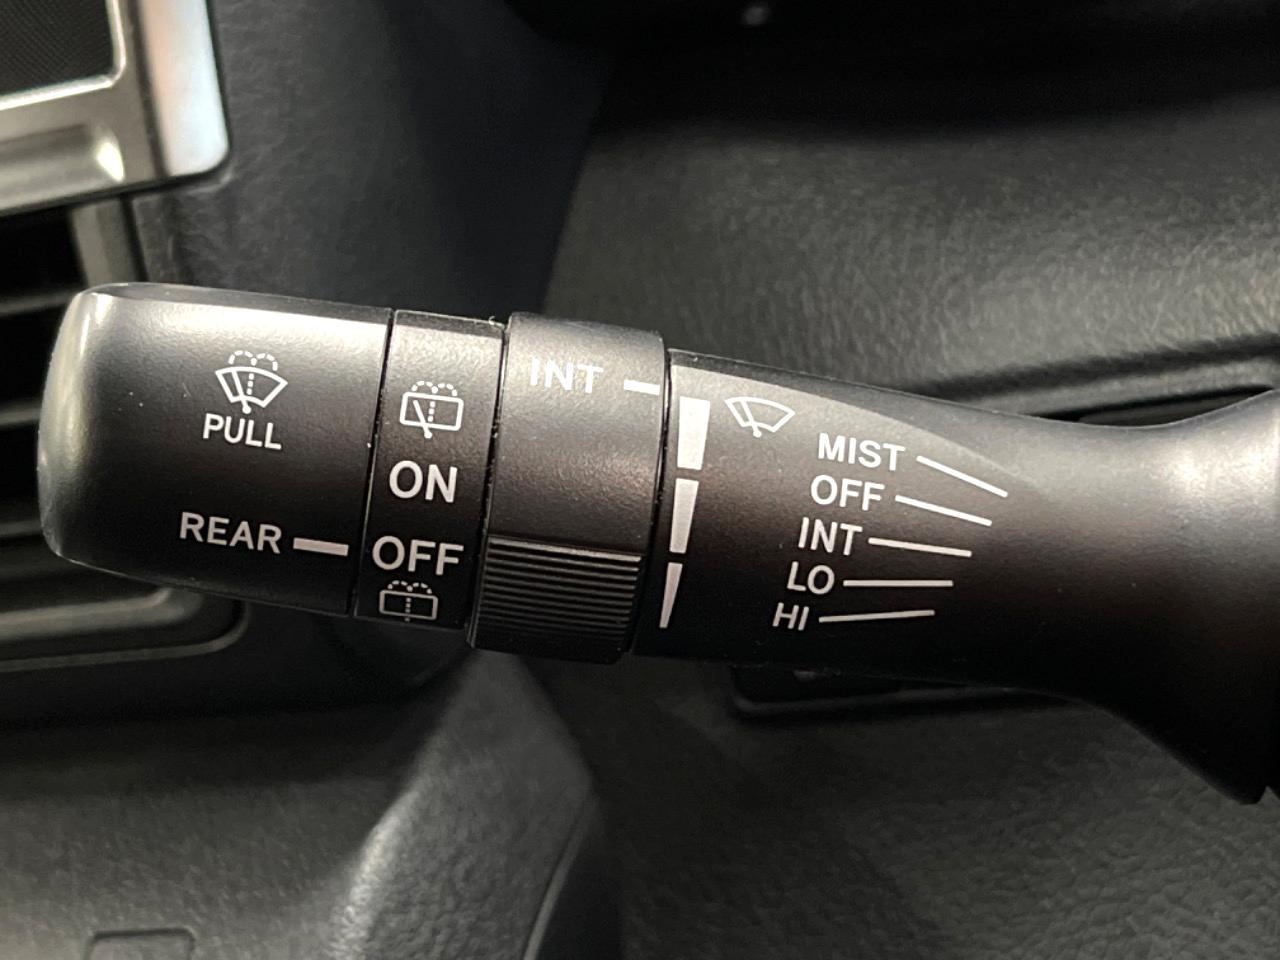 PULL
REAR
ON
OFF
INT
MIST
OFF
INT
LO
HI